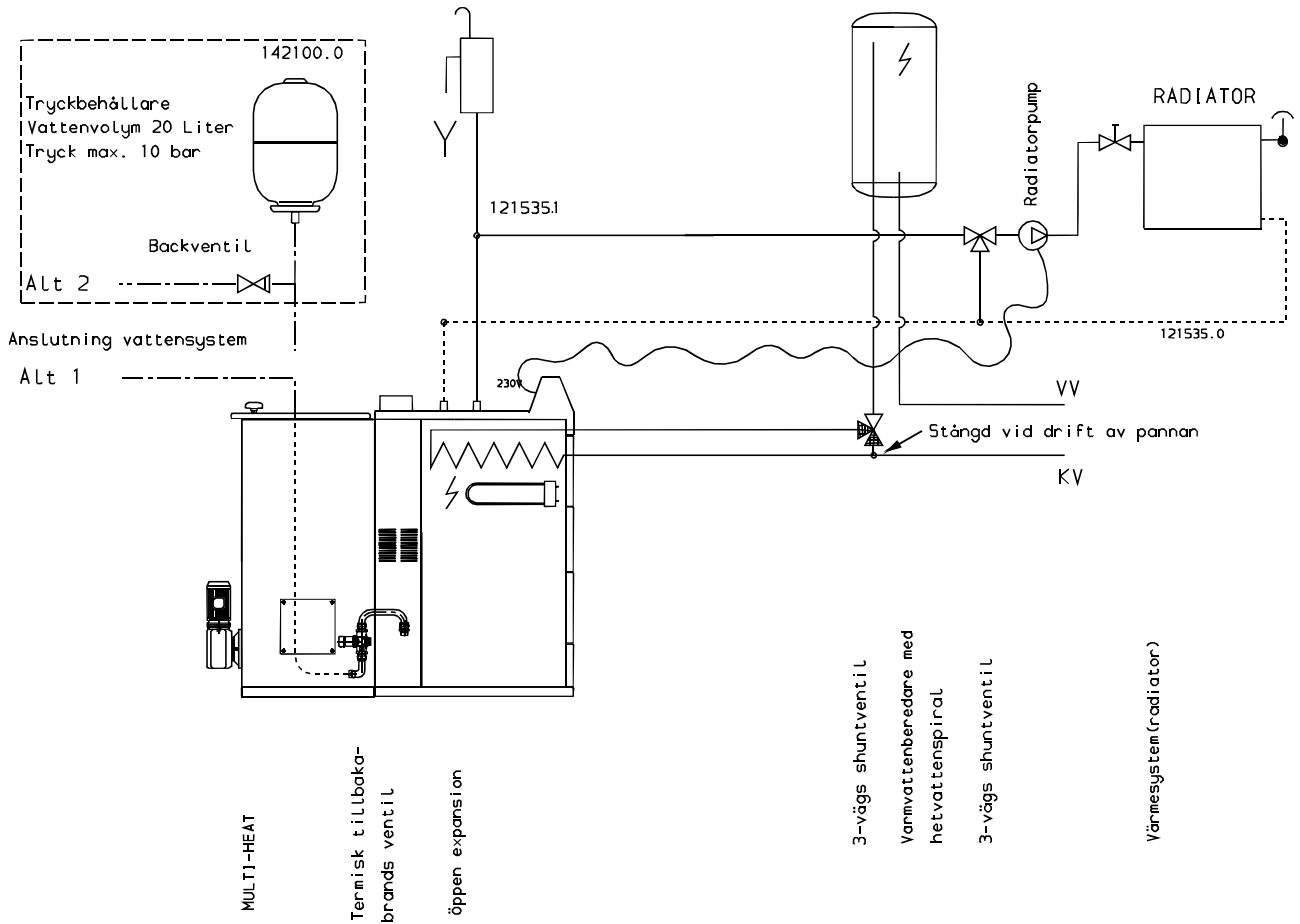 142100.0
Tryckbehållare
Vattenvolym 20 Liter
Tryck max. 10 bar
Backventil
Alt 2
Anslutning vattensystem
Alt 1
121535.1
Radiatorpump
RADIATOR
121535.0
230V
VV
Stångd vid drift av pannan
KV
MULTI-HEAT
Termisk tillbaka-
brands ventil
Öppen expansion
3-vägs shuntventil
Varmvattenberedare med
hetvattenspiral
3-vägs shuntventil
Värmesystem(radiator)